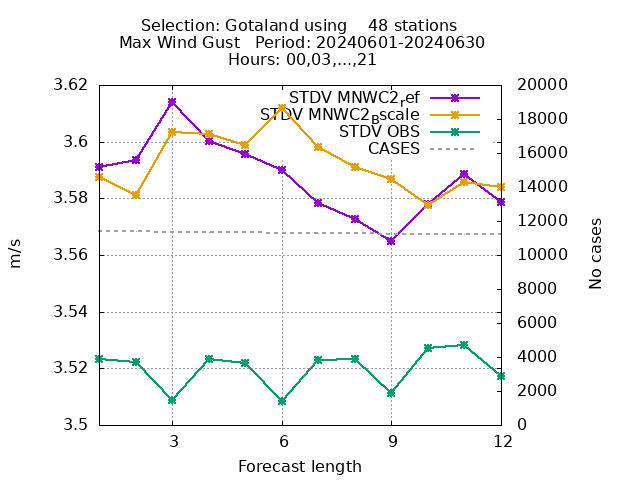 Selection: Gotaland using    48 stations
Max Wind Gust   Period: 20240601-20240630
Hours: 00,03,...,21
3.62
3.6
3.58
3.56
3.54
3.52
3.5
m/s
20000
18000
16000
14000
12000
10000
8000
6000
4000
2000
0
No cases
STDV MNWC2ref
STDV MNWC2Bscale
STDV OBS
CASES
3
6
9
12
Forecast length